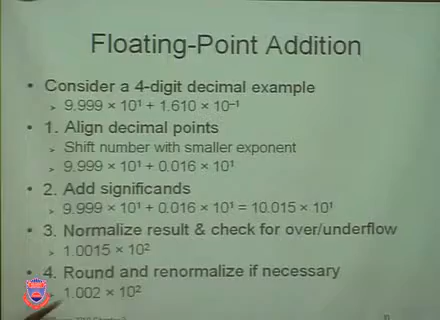 Floating-Point Addition
• Consider a 4-digit decimal example
➢ 9.999 × 10¹ + 1.610 × 10⁻¹
• 1. Align decimal points
➢ Shift number with smaller exponent
➢ 9.999 × 10¹ + 0.016 × 10¹
• 2. Add significands
➢ 9.999 × 10¹ + 0.016 × 10¹ = 10.015 × 10¹
• 3. Normalize result & check for over/underflow
➢ 1.0015 × 10²
• 4. Round and renormalize if necessary
➢ 1.002 × 10²